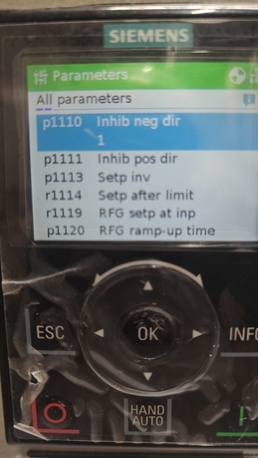 SIEMENS
Parameters
All parameters
p1110 Inhib neg dir
1
p1111 Inhib pos dir
p1113 Setp inv
r1114 Setp after limit
r1119 RFG setp at inp
p1120 RFG ramp-up time
ESC
OK
INFO
HAND
AUTO